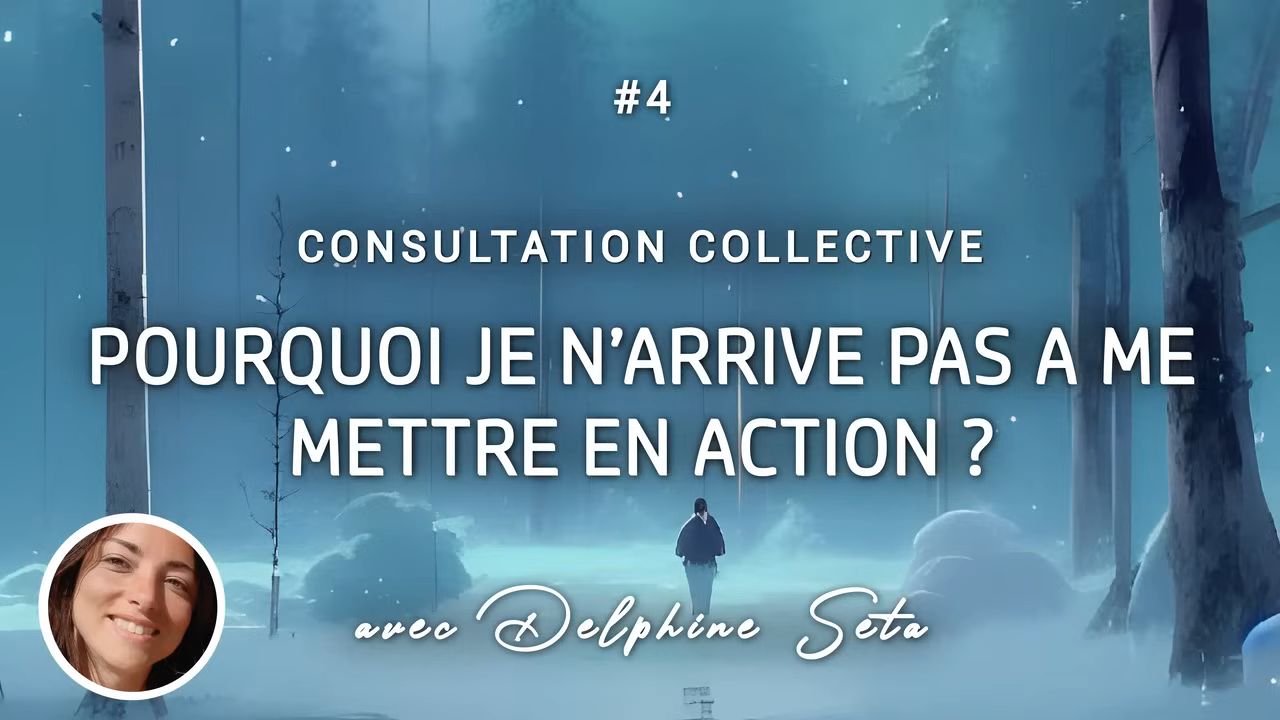 #4
CONSULTATION COLLECTIVE
POURQUOI JE N’ARRIVE PAS A ME
METTRE EN ACTION ?
avec Delphine Seta